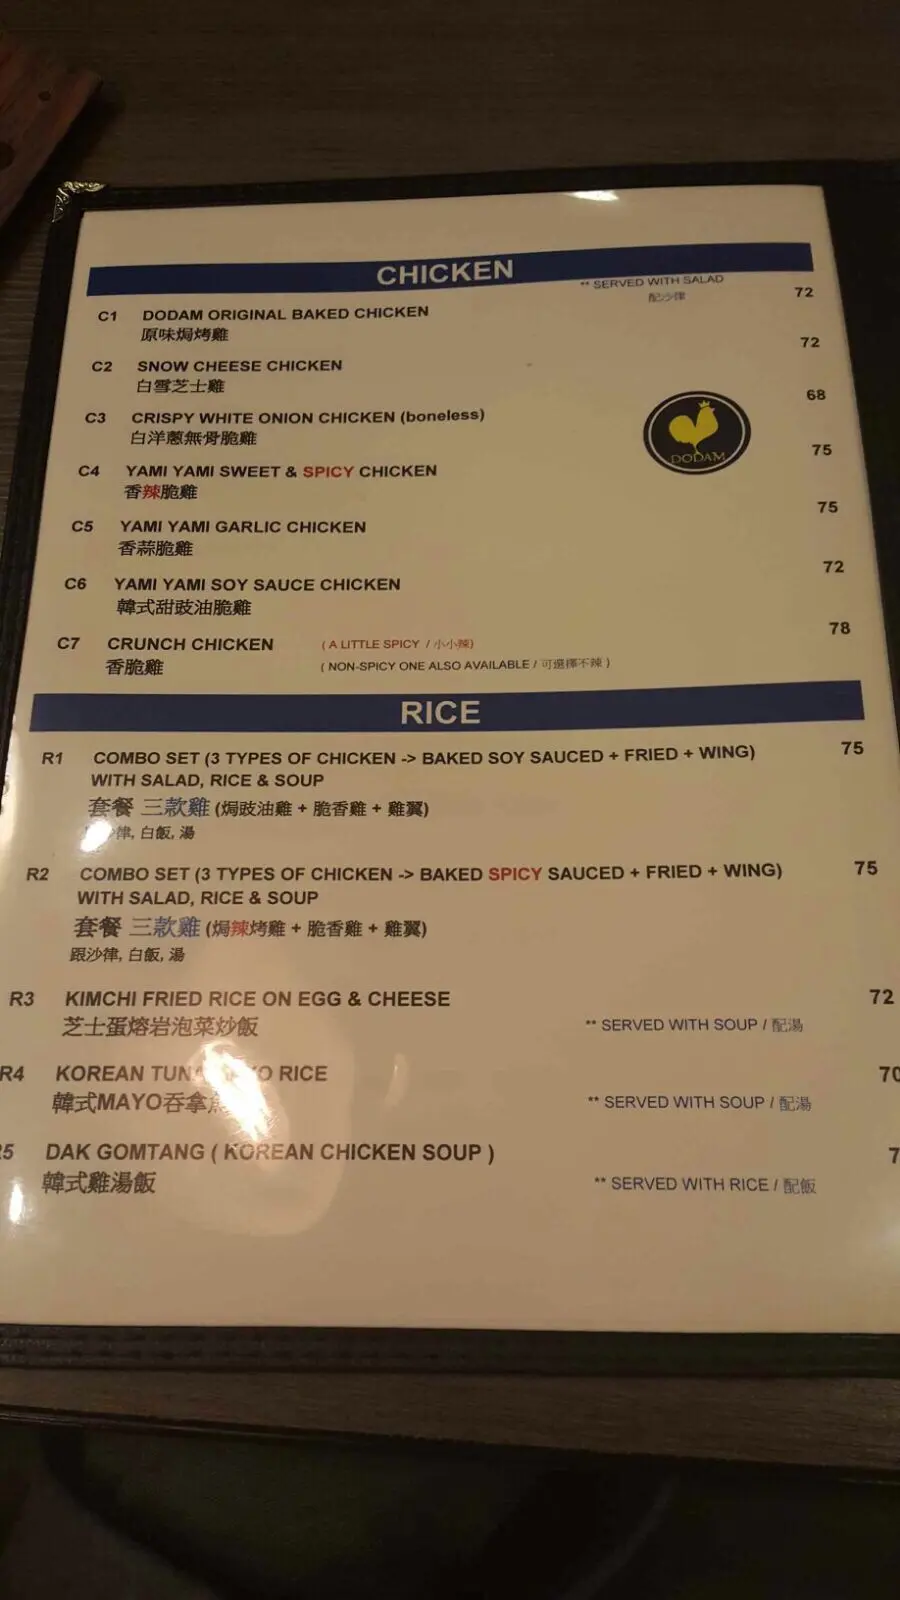 CHICKEN
** SERVED WITH SALAD
配沙律
C1 DODAM ORIGINAL BAKED CHICKEN 72
原味焗烤雞
C2 SNOW CHEESE CHICKEN 72
白雪芝士雞
C3 CRISPY WHITE ONION CHICKEN (boneless) 68
白洋蔥無骨脆雞
DODAM
C4 YAMI YAMI SWEET & SPICY CHICKEN 75
香辣脆雞
C5 YAMI YAMI GARLIC CHICKEN 75
香蒜脆雞
C6 YAMI YAMI SOY SAUCE CHICKEN 72
韓式甜豉油脆雞
C7 CRUNCH CHICKEN ( A LITTLE SPICY / 小小辣) 78
香脆雞 ( NON-SPICY ONE ALSO AVAILABLE / 可選擇不辣 )
RICE
R1 COMBO SET (3 TYPES OF CHICKEN -> BAKED SOY SAUCED + FRIED + WING) 75
WITH SALAD, RICE & SOUP
套餐 三款雞 (焗豉油雞 + 脆香雞 + 雞翼)
律, 白飯, 湯
R2 COMBO SET (3 TYPES OF CHICKEN -> BAKED SPICY SAUCED + FRIED + WING) 75
WITH SALAD, RICE & SOUP
套餐 三款雞 (焗辣烤雞 + 脆香雞 + 雞翼)
跟沙律, 白飯, 湯
R3 KIMCHI FRIED RICE ON EGG & CHEESE 72
芝士蛋熔岩泡菜炒飯 ** SERVED WITH SOUP / 配湯
R4 KOREAN RICE 70
韓式MAYO吞拿 ** SERVED WITH SOUP / 配湯
DAK GOMTANG ( KOREAN CHICKEN SOUP )
韓式雞湯飯 ** SERVED WITH RICE / 配飯